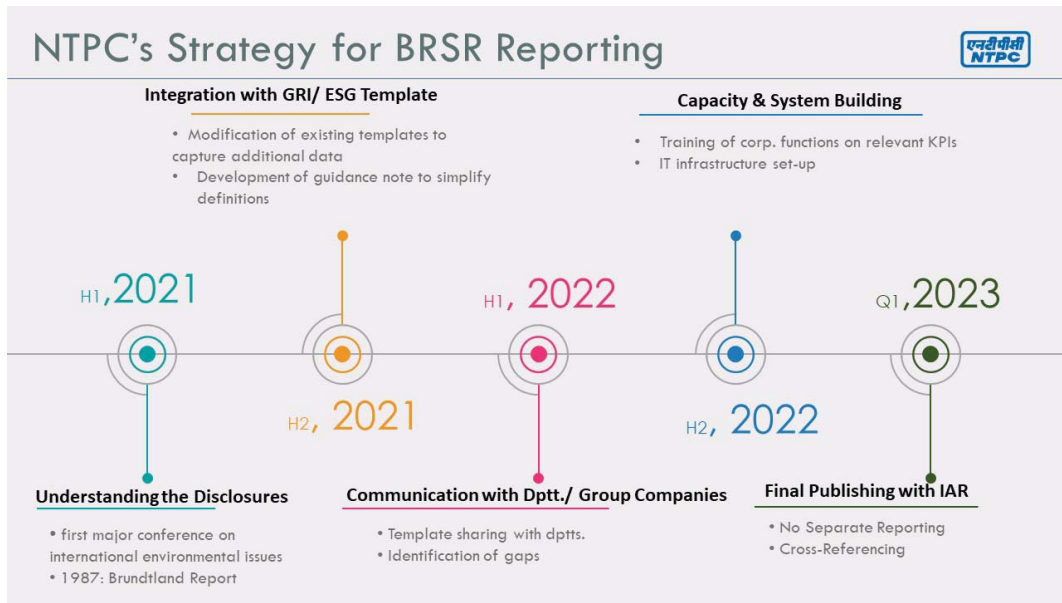 NTPC's Strategy for BRSR Reporting
एनटीपीसी
NTPC
Integration with GRI/ ESG Template
• Modification of existing templates to
capture additional data
• Development of guidance note to simplify
definitions
Capacity & System Building
• Training of corp. functions on relevant KPIs
• IT infrastructure set-up
H1, 2021
H1, 2022
Q1, 2023
H2, 2021
H2, 2022
Understanding the Disclosures
• first major conference on
international environmental issues
• 1987: Brundtland Report
Communication with Dptt./ Group Companies
• Template sharing with dptts.
• Identification of gaps
Final Publishing with IAR
• No Separate Reporting
• Cross-Referencing